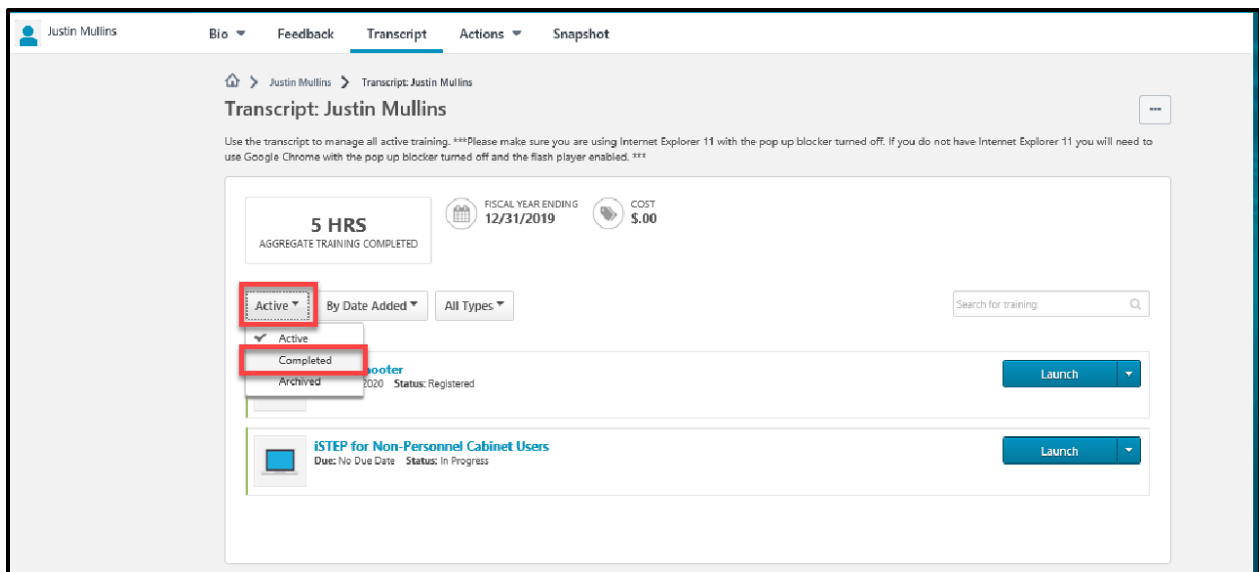 Justin Mullins
Bio Feedback Transcript Actions Snapshot
Justin Mullins Transcript: Justin Mullins
Transcript: Justin Mullins
Use the transcript to manage all active training. ***Please make sure you are using Internet Explorer 11 with the pop up blocker turned off. If you do not have Internet Explorer 11 you will need to
use Google Chrome with the pop up blocker turned off and the flash player enabled. ***
5 HRS
AGGREGATE TRAINING COMPLETED
FISCAL YEAR ENDING
12/31/2019
COST
$.00
Active By Date Added All Types Search for training
Active
Completed
Archived
hooter
2020 Status: Registered
Launch
iSTEP for Non-Personnel Cabinet Users
Due: No Due Date Status: In Progress
Launch